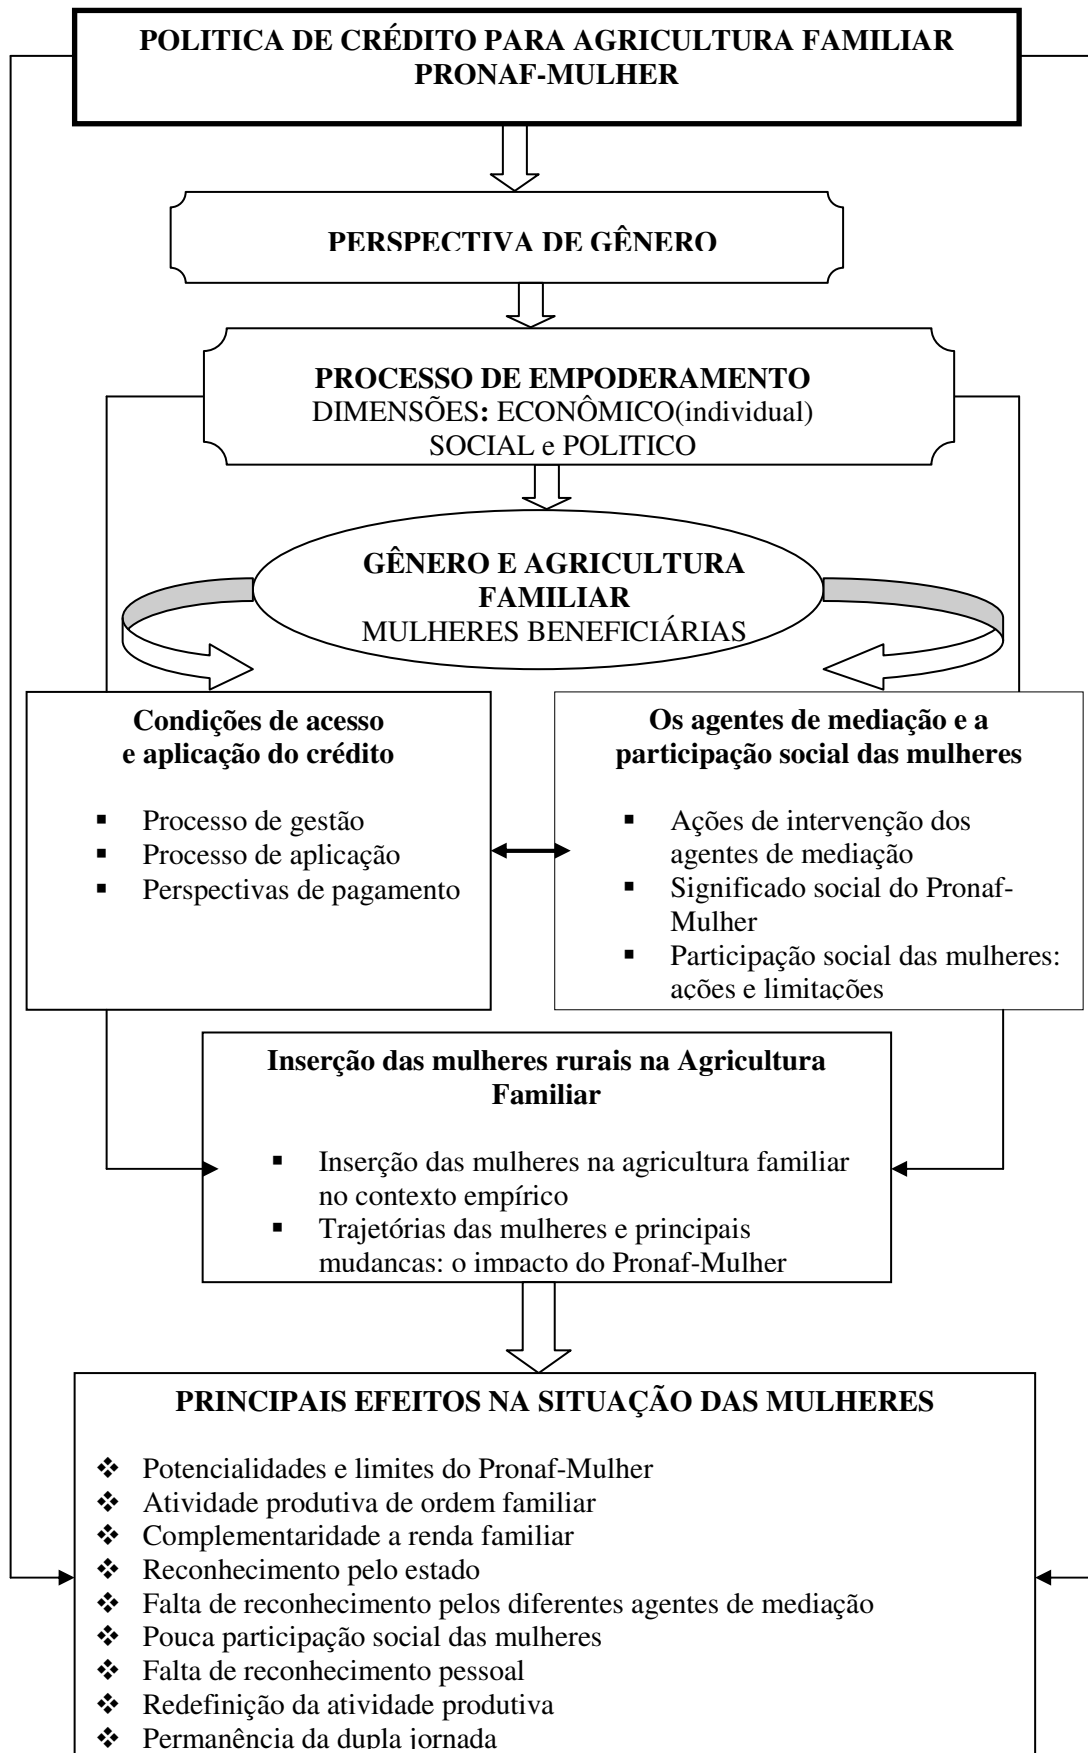 POLITICA DE CRÉDITO PARA AGRICULTURA FAMILIAR
PRONAF-MULHER
PERSPECTIVA DE GÊNERO
PROCESSO DE EMPODERAMENTO
DIMENSÕES: ECONÔMICO(individual)
SOCIAL e POLITICO
GÊNERO E AGRICULTURA
FAMILIAR
MULHERES BENEFICIÁRIAS
Condições de acesso
e aplicação do crédito
▪ Processo de gestão
▪ Processo de aplicação
▪ Perspectivas de pagamento
Os agentes de mediação e a
participação social das mulheres
▪ Ações de intervenção dos
agentes de mediação
▪ Significado social do Pronaf-
Mulher
▪ Participação social das mulheres:
ações e limitações
Inserção das mulheres rurais na Agricultura
Familiar
▪ Inserção das mulheres na agricultura familiar
no contexto empírico
▪ Trajetórias das mulheres e principais
mudanças: o impacto do Pronaf-Mulher
PRINCIPAIS EFEITOS NA SITUAÇÃO DAS MULHERES
❖ Potencialidades e limites do Pronaf-Mulher
❖ Atividade produtiva de ordem familiar
❖ Complementaridade a renda familiar
❖ Reconhecimento pelo estado
❖ Falta de reconhecimento pelos diferentes agentes de mediação
❖ Pouca participação social das mulheres
❖ Falta de reconhecimento pessoal
❖ Redefinição da atividade produtiva
❖ Permanência da dupla jornada